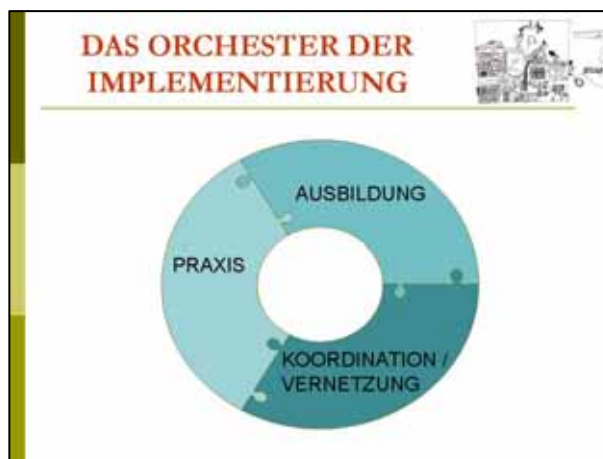 DAS ORCHESTER DER
IMPLEMENTIERUNG
AUSBILDUNG
PRAXIS
KOORDINATION /
VERNETZUNG